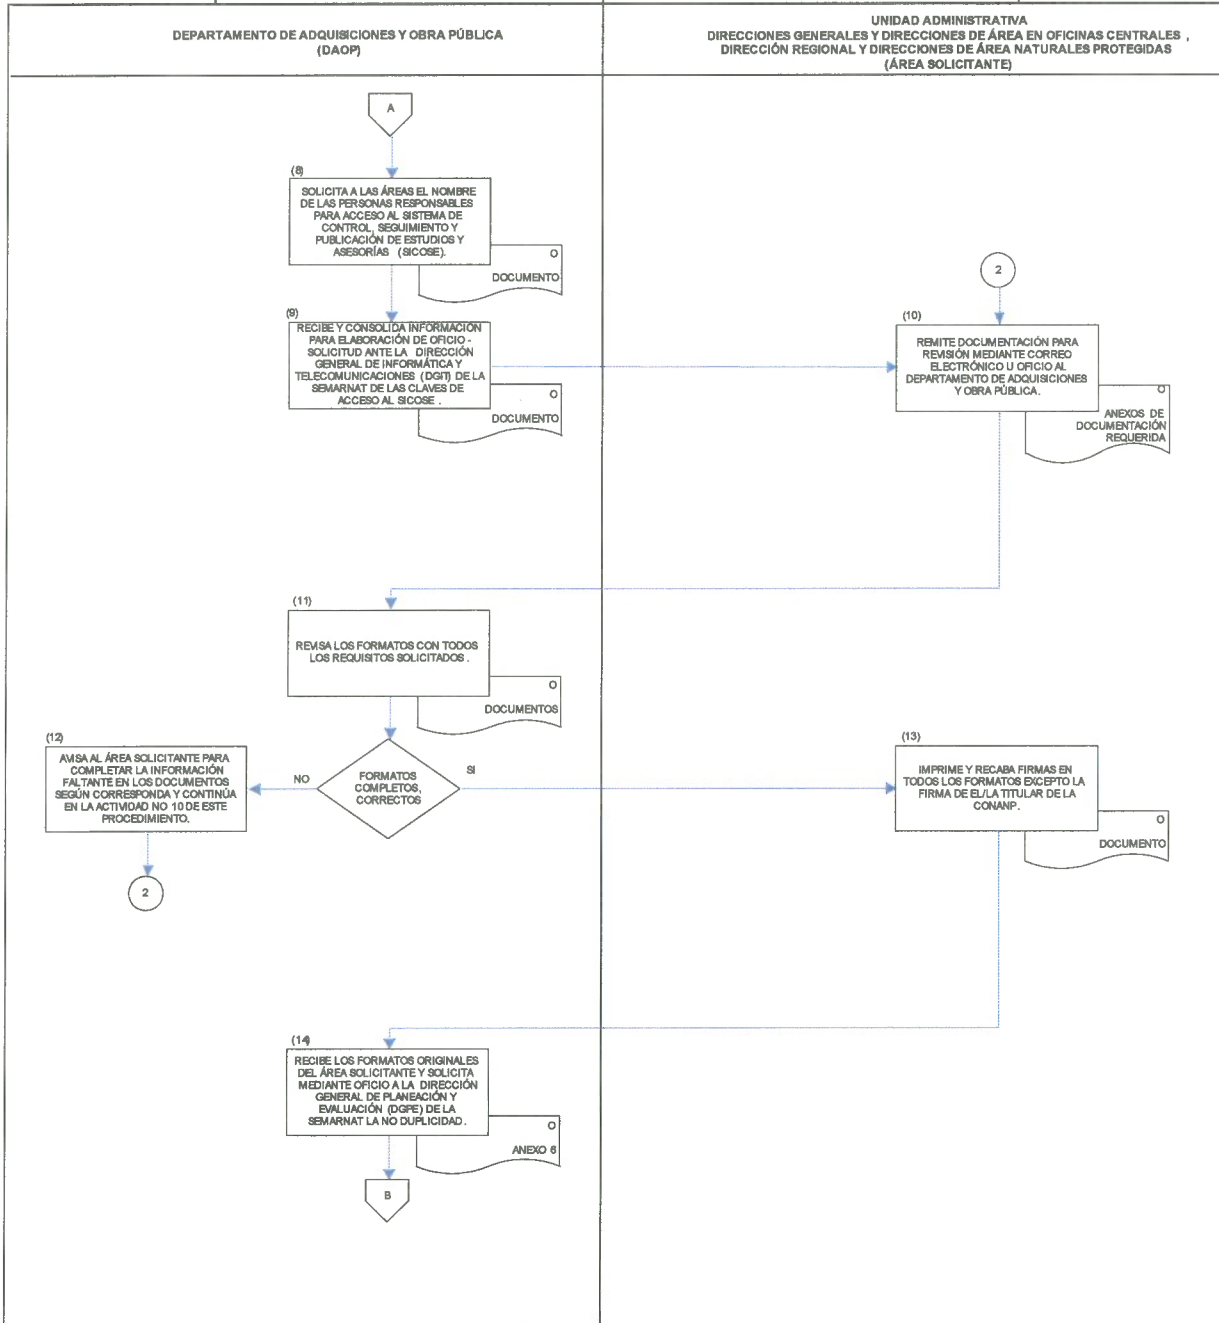 DEPARTAMENTO DE ADQUISICIONES Y OBRA PÚBLICA
(DAOP)
UNIDAD ADMINISTRATIVA
DIRECCIONES GENERALES Y DIRECCIONES DE ÁREA EN OFICINAS CENTRALES ,
DIRECCIÓN REGIONAL Y DIRECCIONES DE ÁREA NATURALES PROTEGIDAS
(ÁREA SOLICITANTE)
A
(8)
SOLICITA A LAS ÁREAS EL NOMBRE
DE LAS PERSONAS RESPONSABLES
PARA ACCESO AL SISTEMA DE
CONTROL, SEGUIMIENTO Y
PUBLICACIÓN DE ESTUDIOS Y
ASESORÍAS (SICOSE).
O
DOCUMENTO
2
(9)
RECIBE Y CONSOLIDA INFORMACIÓN
PARA ELABORACIÓN DE OFICIO -
SOLICITUD ANTE LA DIRECCIÓN
GENERAL DE INFORMÁTICA Y
TELECOMUNICACIONES (DGIT) DE LA
SEMARNAT DE LAS CLAVES DE
ACCESO AL SICOSE .
O
DOCUMENTO
(10)
REMITE DOCUMENTACIÓN PARA
REVISIÓN MEDIANTE CORREO
ELECTRÓNICO U OFICIO AL
DEPARTAMENTO DE ADQUISICIONES
Y OBRA PÚBLICA.
O
ANEXOS DE
DOCUMENTACIÓN
REQUERIDA
(11)
REVISA LOS FORMATOS CON TODOS
LOS REQUISITOS SOLICITADOS .
O
DOCUMENTOS
(12)
AVISA AL ÁREA SOLICITANTE PARA
COMPLETAR LA INFORMACIÓN
FALTANTE EN LOS DOCUMENTOS
SEGÚN CORRESPONDA Y CONTINÚA
EN LA ACTIVIDAD NO 10 DE ESTE
PROCEDIMIENTO.
NO
FORMATOS
COMPLETOS,
CORRECTOS
SI
2
(13)
IMPRIME Y RECABA FIRMAS EN
TODOS LOS FORMATOS EXCEPTO LA
FIRMA DE EL/LA TITULAR DE LA
CONANP.
O
DOCUMENTO
(14)
RECIBE LOS FORMATOS ORIGINALES
DEL ÁREA SOLICITANTE Y SOLICITA
MEDIANTE OFICIO A LA DIRECCIÓN
GENERAL DE PLANEACIÓN Y
EVALUACIÓN (DGPE) DE LA
SEMARNAT LA NO DUPLICIDAD .
O
ANEXO 6
B